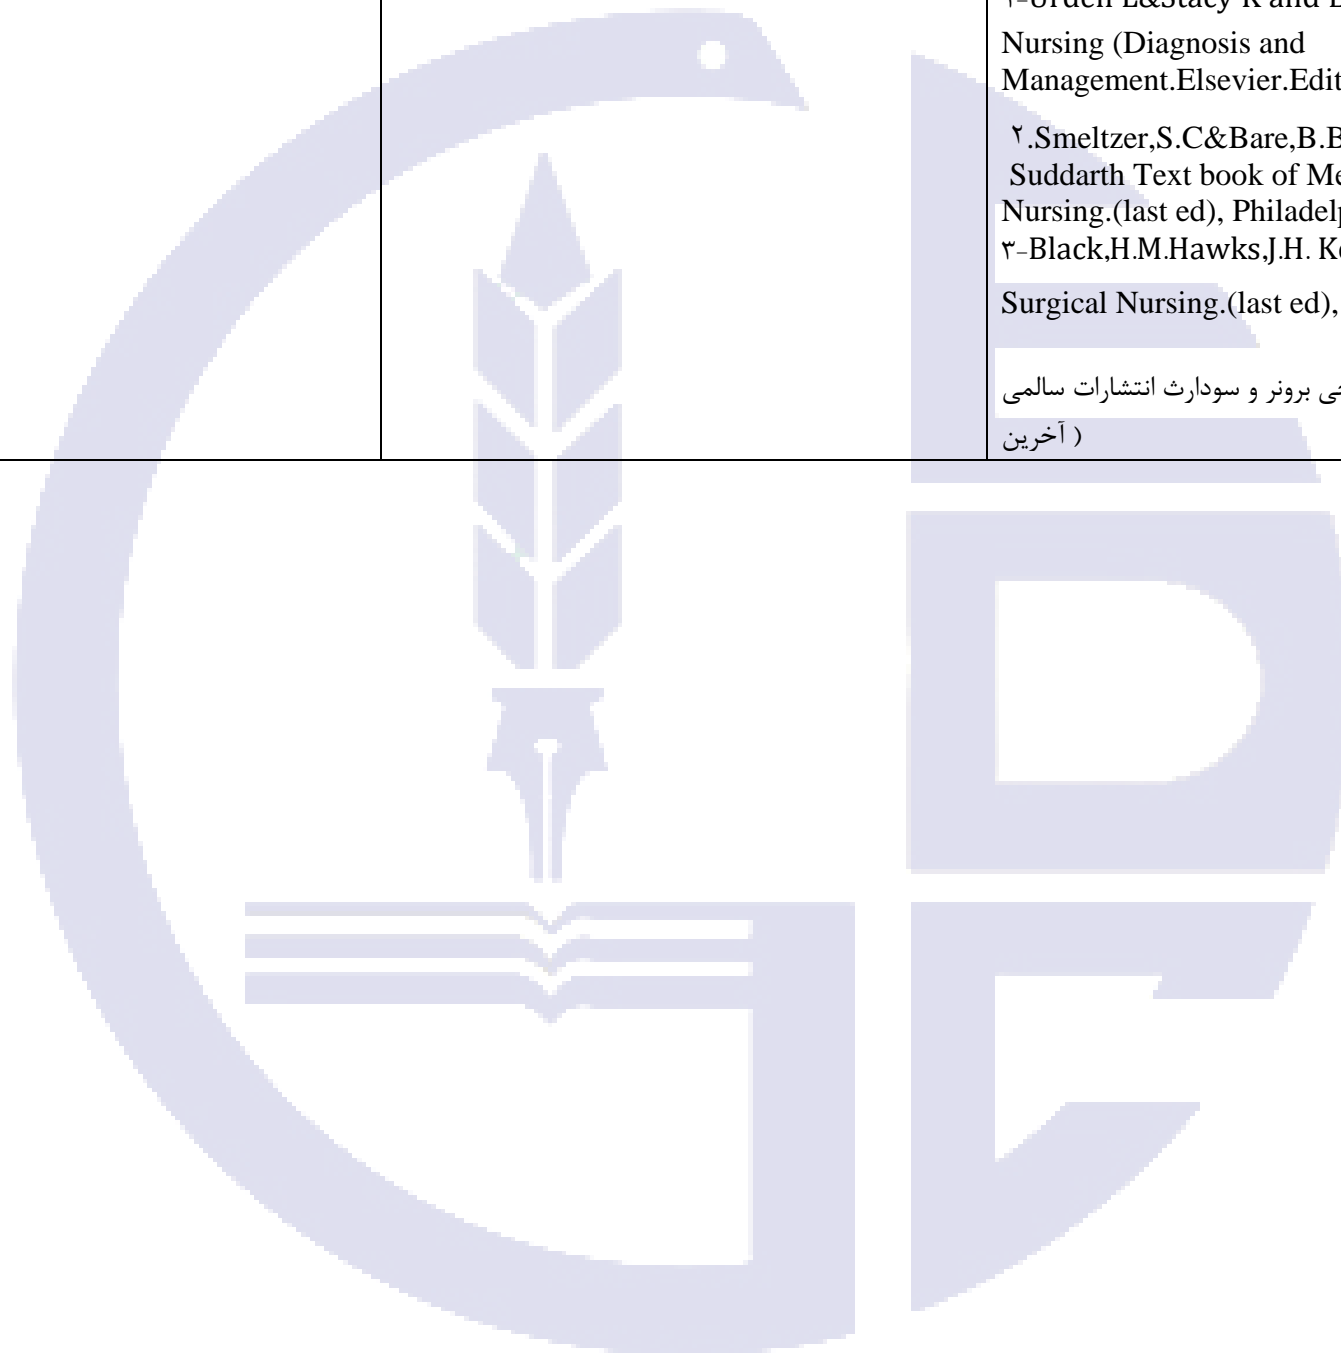 Nursing (Diagnosis and
Management.Elsevier.Edit
۲.Smeltzer,S.C&Bare,B.B
Suddarth Text book of Me
Nursing.(last ed), Philadelp
۳-Black,H.M.Hawks,J.H. K
Surgical Nursing.(last ed),
برونر و سودارث انتشارات سالمی
( آخرین